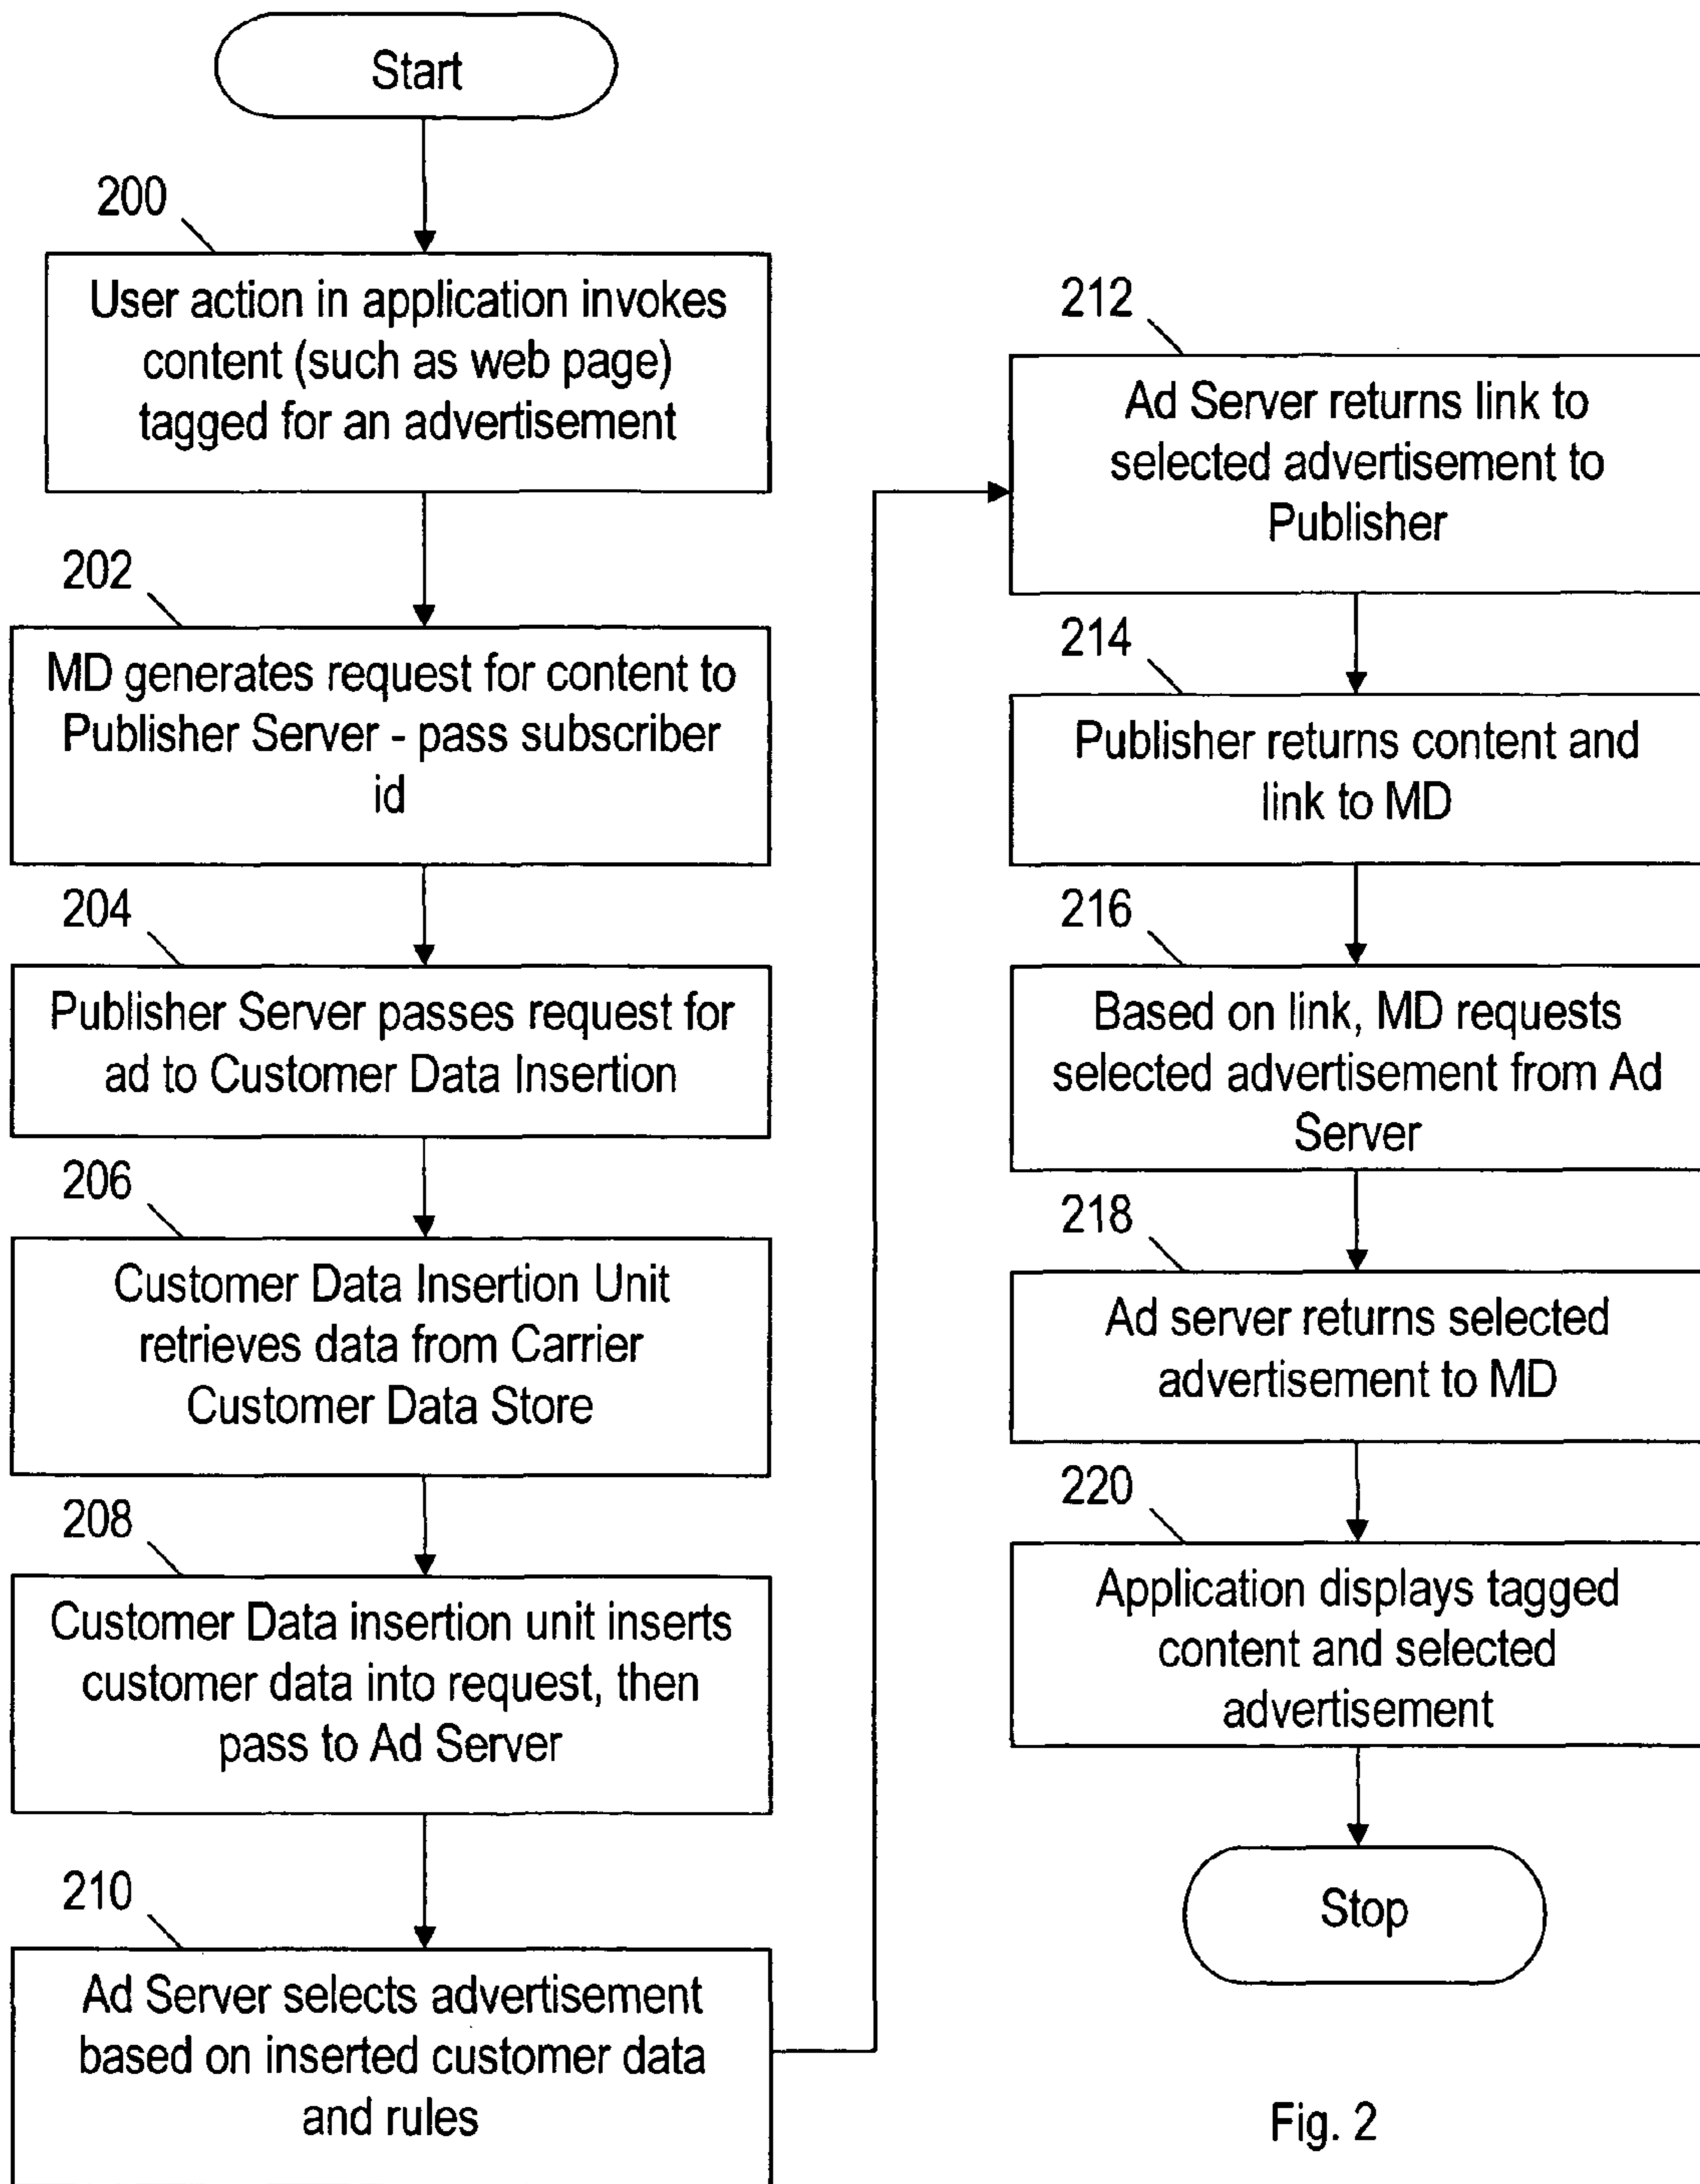 Start
200
User action in application invokes
content (such as web page)
tagged for an advertisement
202
MD generates request for content to
Publisher Server - pass subscriber
id
204
Publisher Server passes request for
ad to Customer Data Insertion
206
Customer Data Insertion Unit
retrieves data from Carrier
Customer Data Store
208
Customer Data insertion unit inserts
customer data into request, then
pass to Ad Server
210
Ad Server selects advertisement
based on inserted customer data
and rules
212
Ad Server returns link to
selected advertisement to
Publisher
214
Publisher returns content and
link to MD
216
Based on link, MD requests
selected advertisement from Ad
Server
218
Ad server returns selected
advertisement to MD
220
Application displays tagged
content and selected
advertisement
Stop
Fig. 2